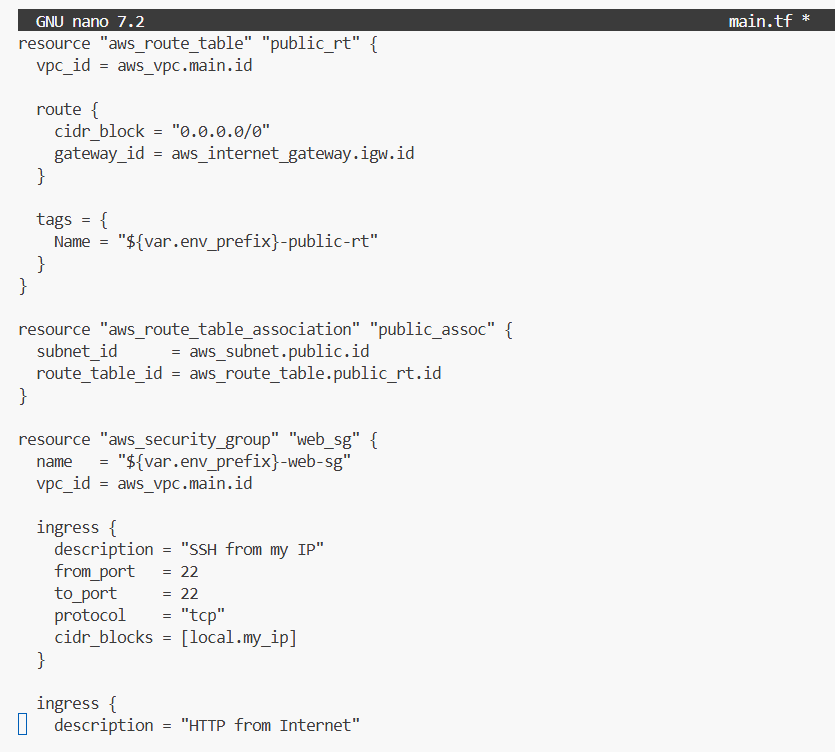 GNU nano 7.2 main.tf *
resource "aws_route_table" "public_rt" {
  vpc_id = aws_vpc.main.id

  route {
    cidr_block = "0.0.0.0/0"
    gateway_id = aws_internet_gateway.igw.id
  }

  tags = {
    Name = "${var.env_prefix}-public-rt"
  }
}

resource "aws_route_table_association" "public_assoc" {
  subnet_id      = aws_subnet.public.id
  route_table_id = aws_route_table.public_rt.id
}

resource "aws_security_group" "web_sg" {
  name   = "${var.env_prefix}-web-sg"
  vpc_id = aws_vpc.main.id

  ingress {
    description = "SSH from my IP"
    from_port   = 22
    to_port     = 22
    protocol    = "tcp"
    cidr_blocks = [local.my_ip]
  }

  ingress {
    description = "HTTP from Internet"